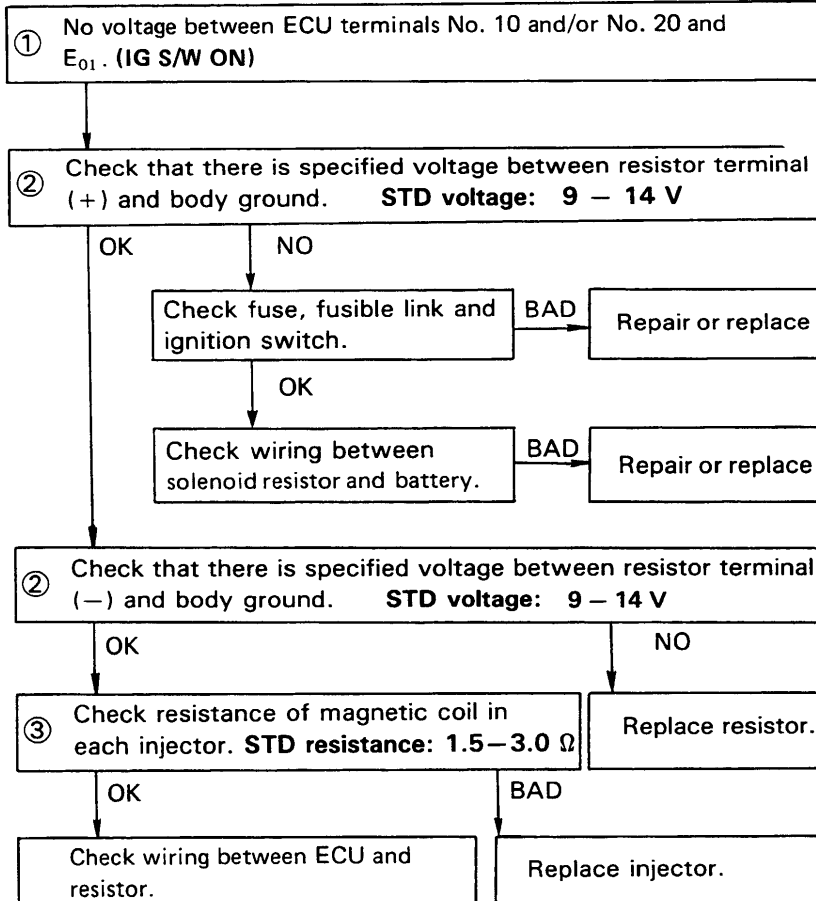 ① No voltage between ECU terminals No. 10 and/or No. 20 and
E₀₁. (IG S/W ON)
② Check that there is specified voltage between resistor terminal
(+) and body ground. STD voltage: 9 – 14 V
OK
NO
Check fuse, fusible link and
ignition switch.
BAD
Repair or replace
OK
Check wiring between
solenoid resistor and battery.
BAD
Repair or replace
② Check that there is specified voltage between resistor terminal
(–) and body ground. STD voltage: 9 – 14 V
OK
NO
③ Check resistance of magnetic coil in
each injector. STD resistance: 1.5–3.0 Ω
Replace resistor.
OK
BAD
Check wiring between ECU and
resistor.
Replace injector.